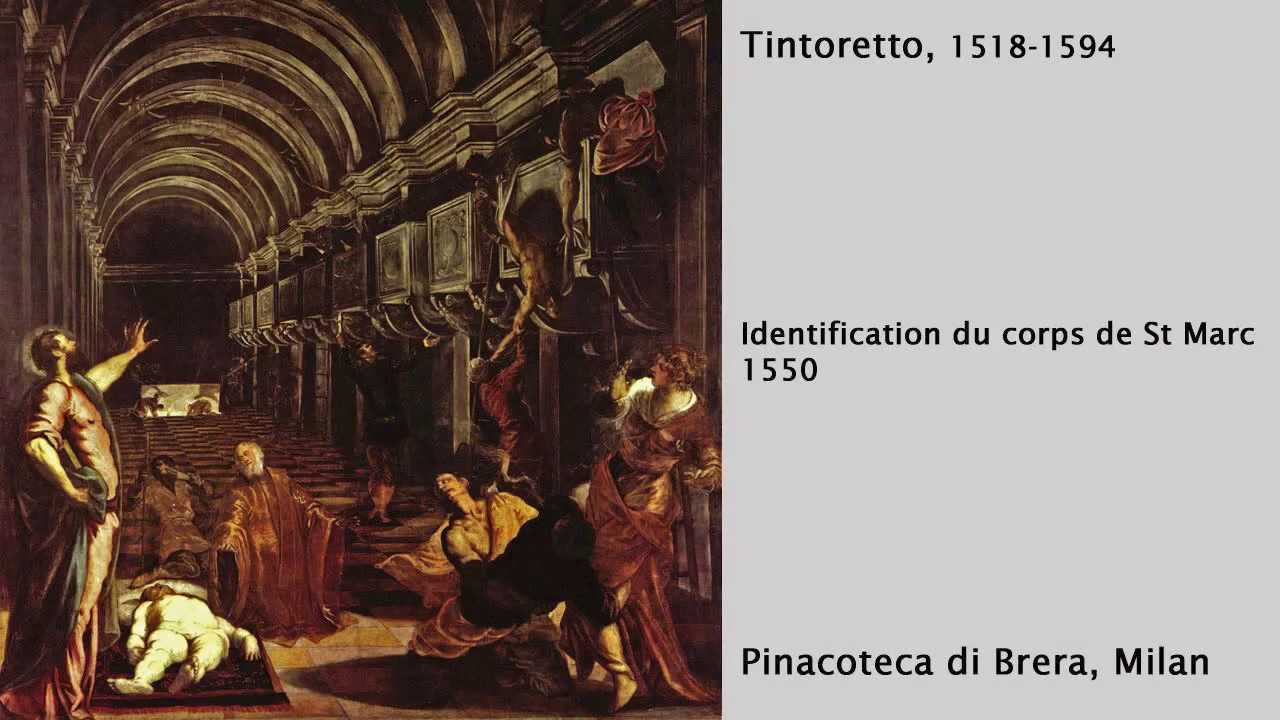 Tintoretto, 1518-1594
Identification du corps de St Marc
1550
Pinacoteca di Brera, Milan